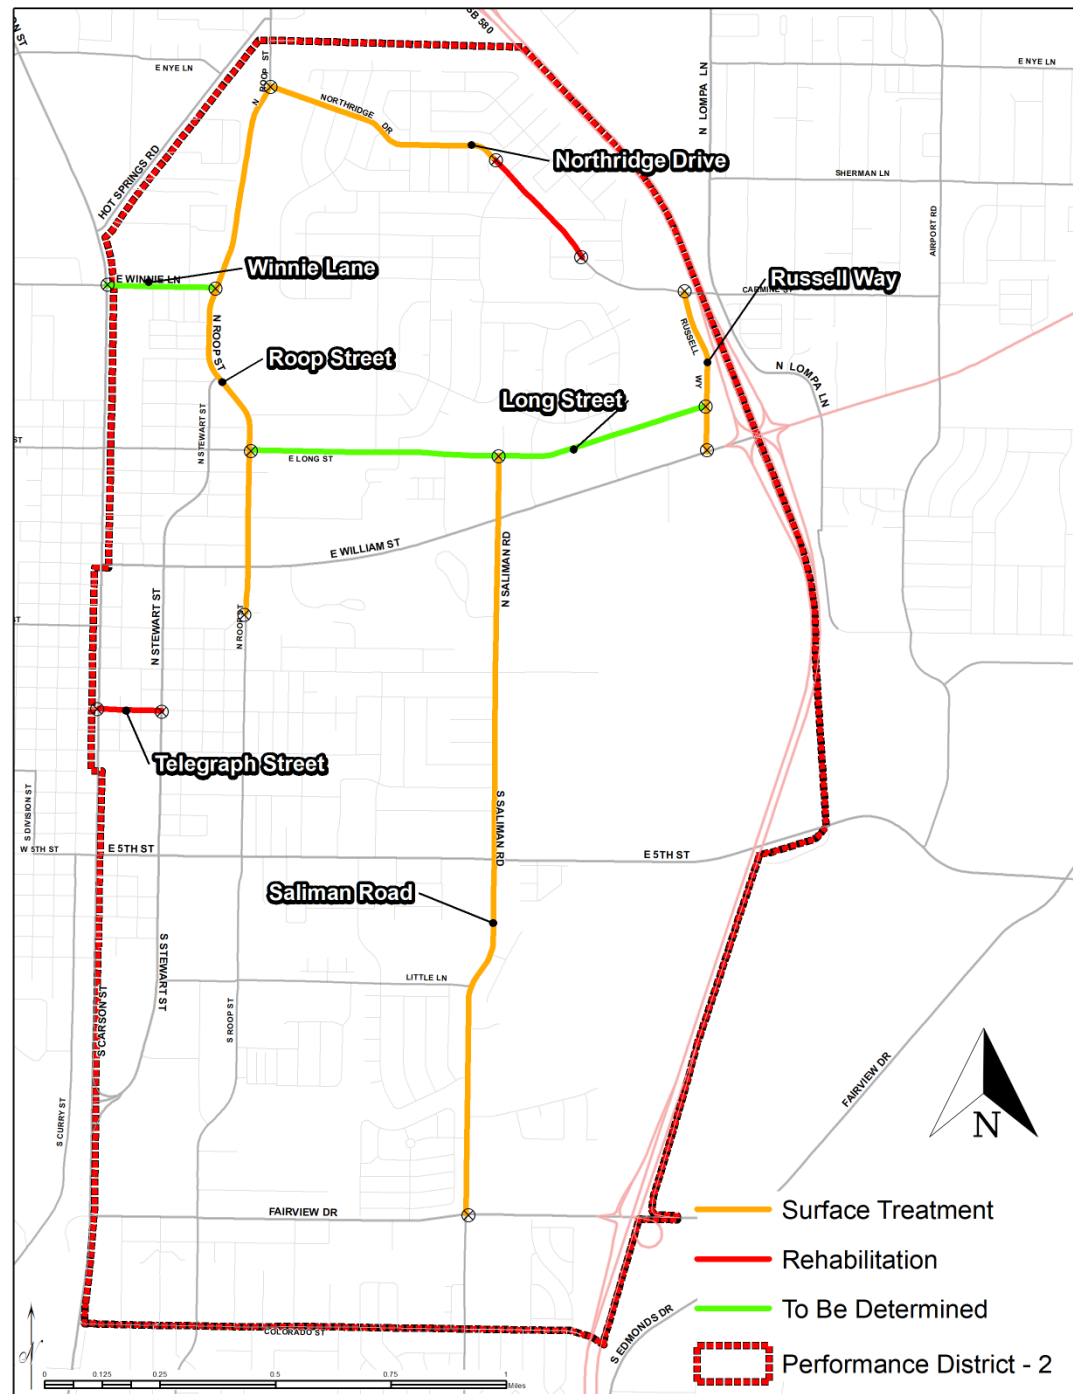 ON ST
SB 580
E NYE LN
N ROOP ST
N LOMPA LN
E NYE LN
NORTHRIDGE DR
Northridge Drive
SHERMAN LN
HOT SPRINGS RD
AIRPORT RD
Winnie Lane
E WINNIE LN
Russell Way
CARMINE ST
N ROOP ST
RUSSELL WY
Roop Street
N LOMPA LN
Long Street
N STEWART ST
ST
E LONG ST
E WILLIAM ST
N SALIMAN RD
N STEWART ST
ST
N ROOP ST
Telegraph Street
S DIVISION ST
S SALIMAN RD
W 5TH ST
E 5TH ST
E 5TH ST
Saliman Road
S STEWART ST
LITTLE LN
S CARSON ST
S ROOP ST
FAIRVIEW DR
S CURRY ST
N
FAIRVIEW DR
Surface Treatment
Rehabilitation
To Be Determined
S EDMONDS DR
COLORADO ST
N
Performance District - 2
0 0.125 0.25 0.5 0.75 1
Miles